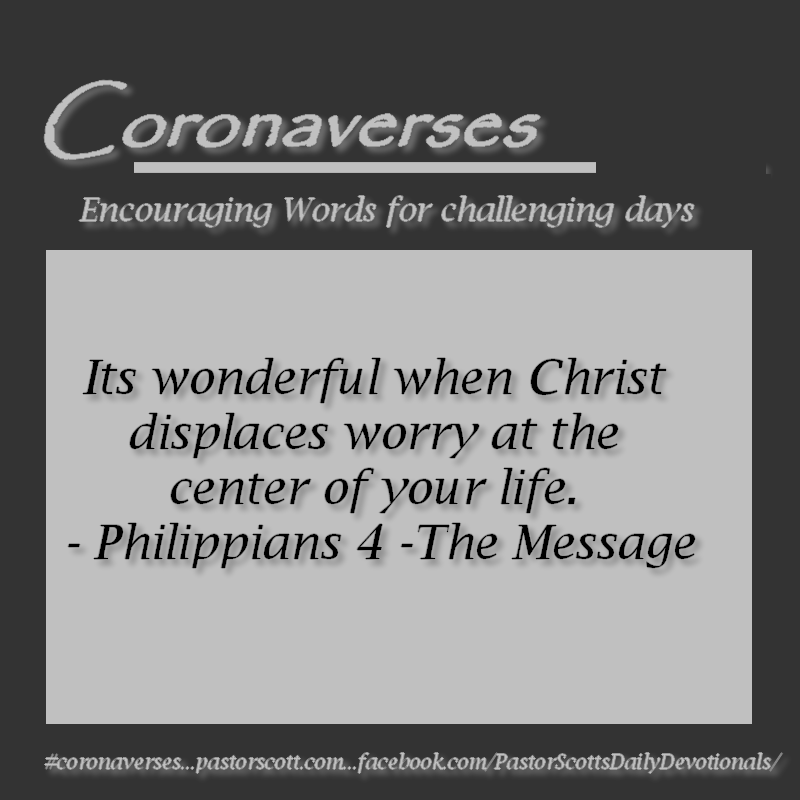 Coronaverses
Encouraging Words for challenging days
Its wonderful when Christ
displaces worry at the
center of your life.
- Philippians 4 -The Message
#coronaverses...pastorscott.com...facebook.com/PastorScottsDailyDevotionals/